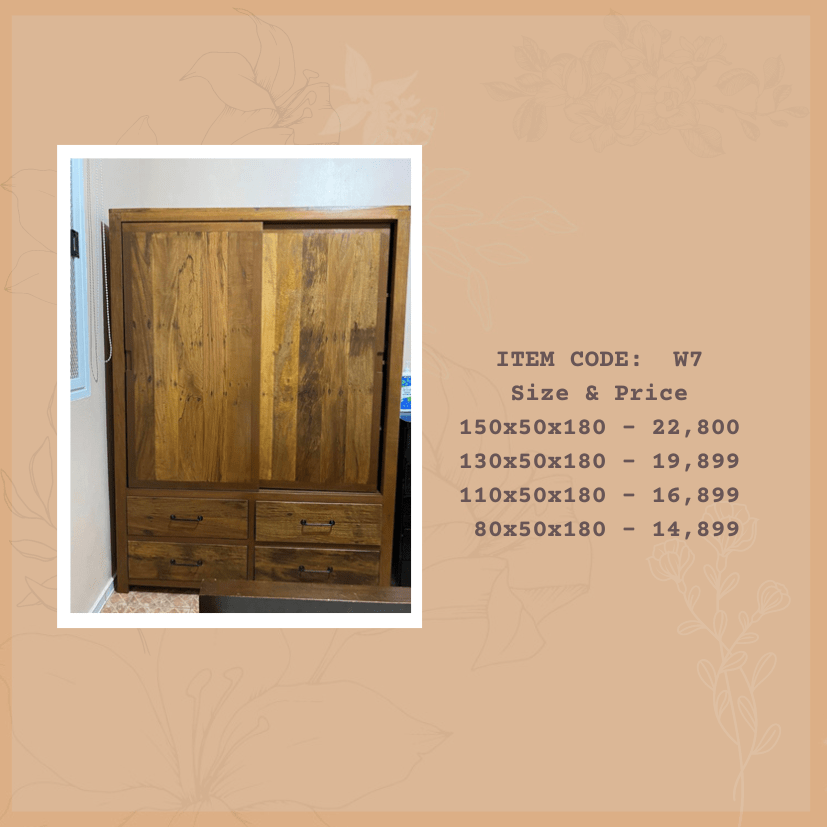 ITEM CODE: W7
Size & Price
150x50x180 - 22,800
130x50x180 - 19,899
110x50x180 - 16,899
80x50x180 - 14,899